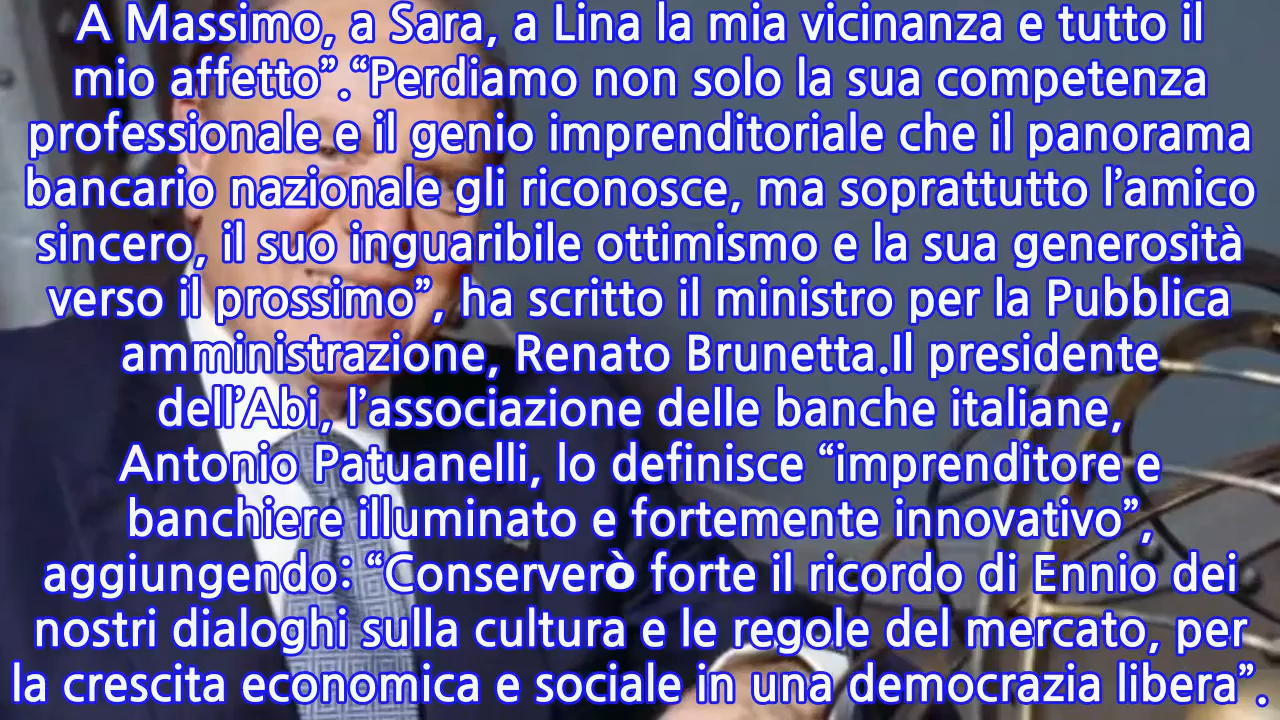 A Massimo, a Sara, a Lina la mia vicinanza e tutto il
mio affetto”.“Perdiamo non solo la sua competenza
professionale e il genio imprenditoriale che il panorama
bancario nazionale gli riconosce, ma soprattutto l’amico
sincero, il suo inguaribile ottimismo e la sua generosità
verso il prossimo”, ha scritto il ministro per la Pubblica
amministrazione, Renato Brunetta.Il presidente
dell’Abi, l’associazione delle banche italiane,
Antonio Patuanelli, lo definisce “imprenditore e
banchiere illuminato e fortemente innovativo”,
aggiungendo: “Conserverò forte il ricordo di Ennio dei
nostri dialoghi sulla cultura e le regole del mercato, per
la crescita economica e sociale in una democrazia libera”.